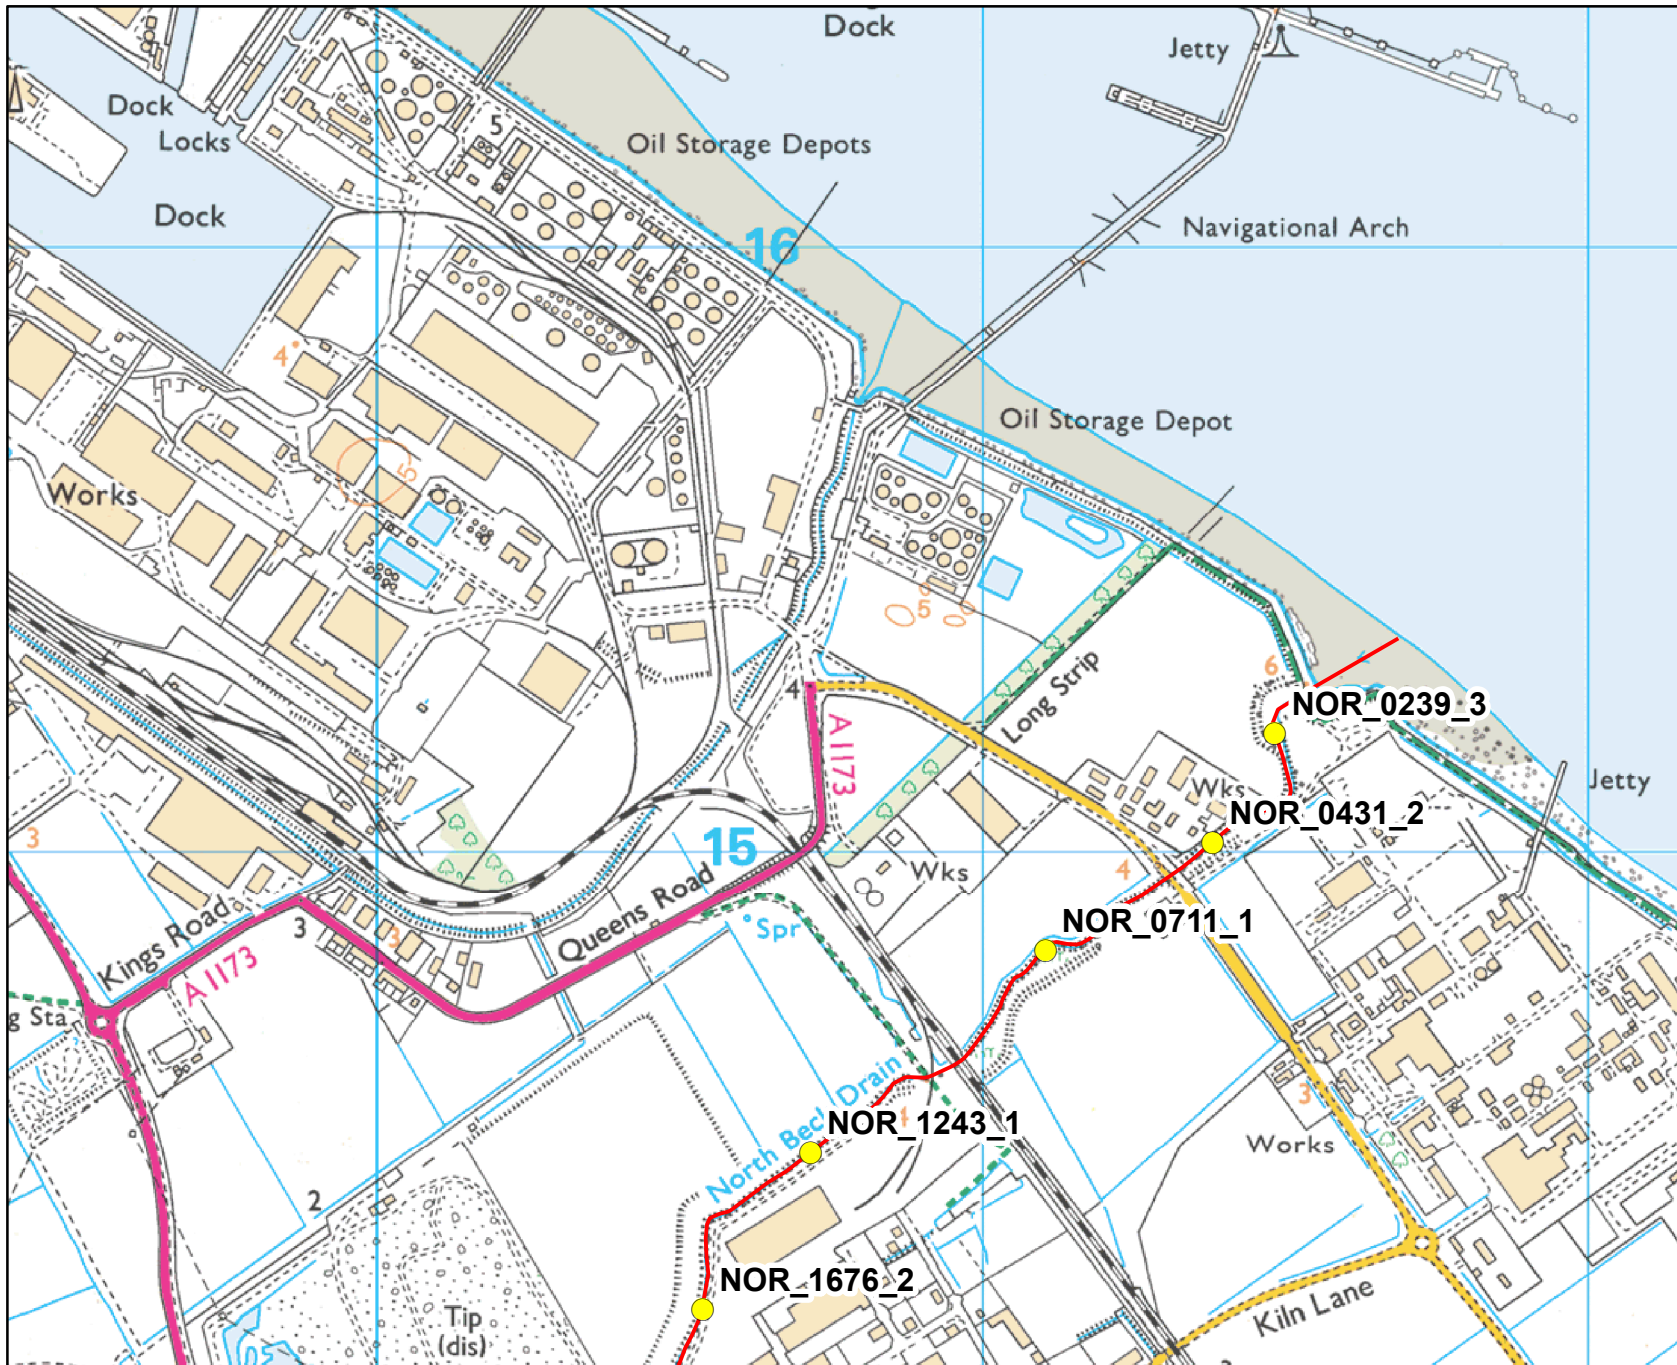 Dock
Jetty
Dock
Locks
5
Oil Storage Depots
Dock
16
Navigational Arch
4
Oil Storage Depot
5
Works
5
6
4
Long Strip
NOR_0239_3
A1173
Jetty
Wks
NOR_0431_2
3
15
Wks
4
Kings Road
3
3
Queens Road
Spr
NOR_0711_1
A1173
g Sta
North Beck Drain
4
NOR_1243_1
3
Works
2
NOR_1676_2
Tip
(dis)
Kiln Lane